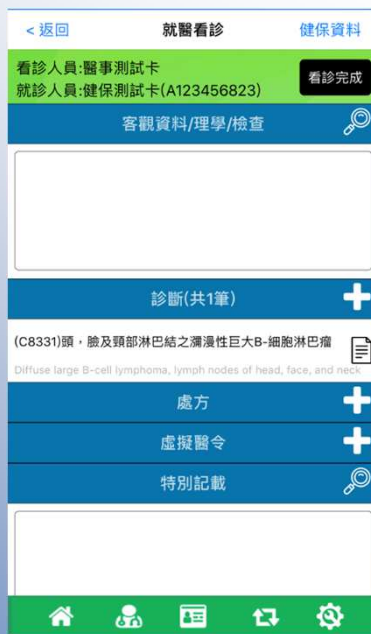 < 返回 就醫看診 健保資料
看診人員:醫事測試卡
就診人員:健保測試卡(A123456823)
看診完成
客觀資料/理學/檢查
診斷(共1筆)
(C8331)頭，臉及頸部淋巴結之瀰漫性巨大B-細胞淋巴瘤
Diffuse large B-cell lymphoma, lymph nodes of head, face, and neck
處方
虛擬醫令
特別記載